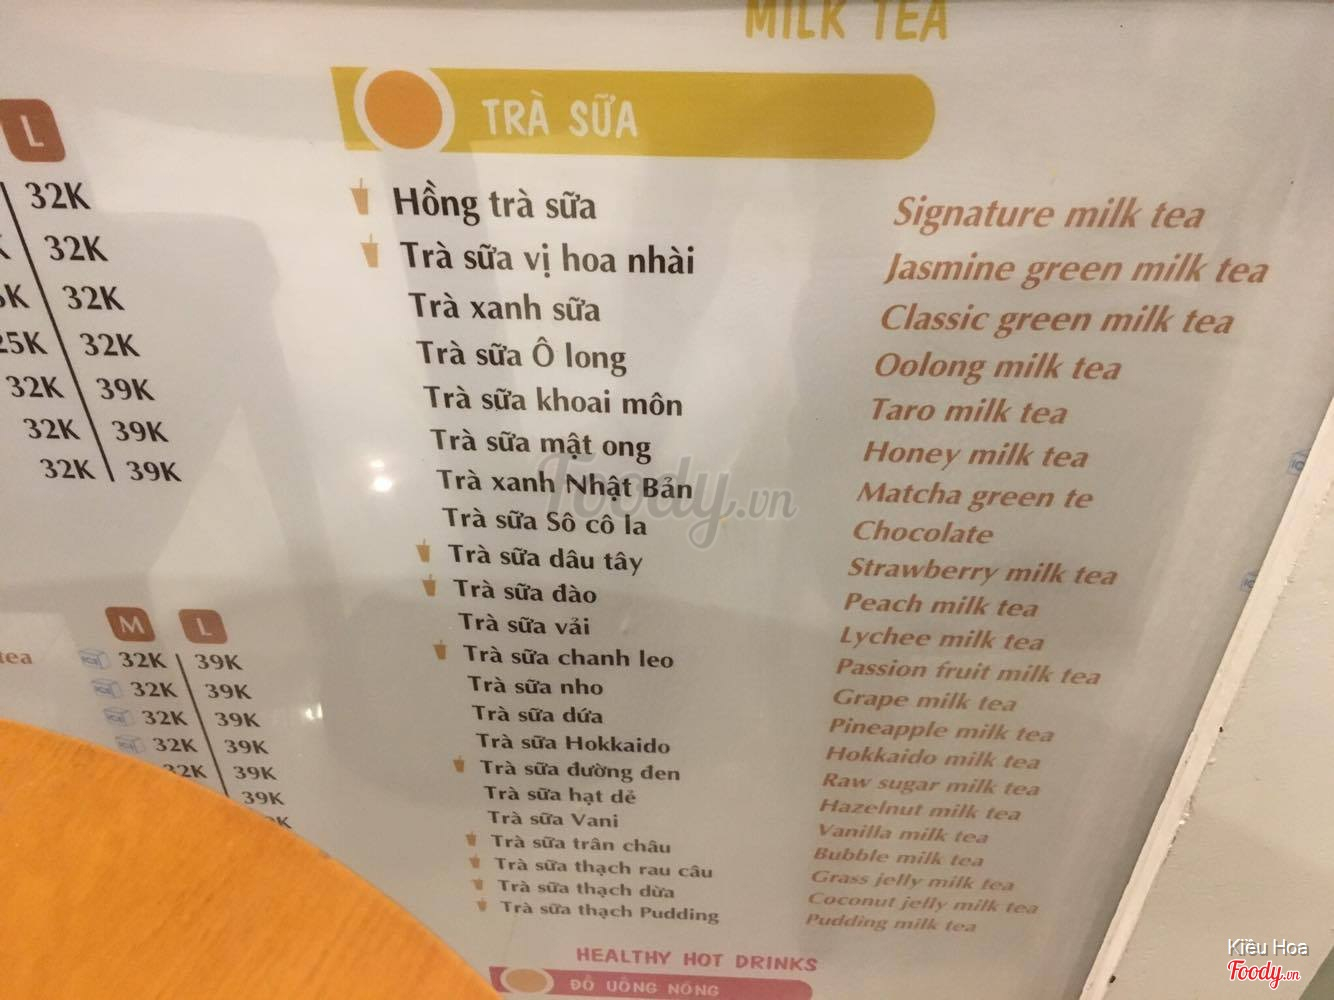 MILK TEA
TRÀ SỮA
Hồng trà sữa Signature milk tea
Trà sữa vị hoa nhài Jasmine green milk tea
Trà xanh sữa Classic green milk tea
Trà sữa Ô long Oolong milk tea
Trà sữa khoai môn Taro milk tea
Trà sữa mật ong Honey milk tea
Trà xanh Nhật Bản Matcha green te
Trà sữa Sô cô la Chocolate
Trà sữa dâu tây Strawberry milk tea
Trà sữa đào Peach milk tea
Trà sữa vải Lychee milk tea
Trà sữa chanh leo Passion fruit milk tea
Trà sữa nho Grape milk tea
Trà sữa dứa Pineapple milk tea
Trà sữa Hokkaido Hokkaido milk tea
Trà sữa đường đen Raw sugar milk tea
Trà sữa hạt dẻ Hazelnut milk tea
Trà sữa Vani Vanilla milk tea
Trà sữa trân châu Bubble milk tea
Trà sữa thạch rau câu Grass jelly milk tea
Trà sữa thạch dừa Coconut jelly milk tea
Trà sữa thạch Pudding Pudding milk tea
HEALTHY HOT DRINKS
ĐỒ UỐNG NÓNG
L
32K
K 32K
32K
25K 32K
32K 39K
32K 39K
32K 39K
M L
tea 32K 39K
32K 39K
32K 39K
32K 39K
32K 39K
39K
K
Foody.vn
Kiều Hoa
Foody.vn